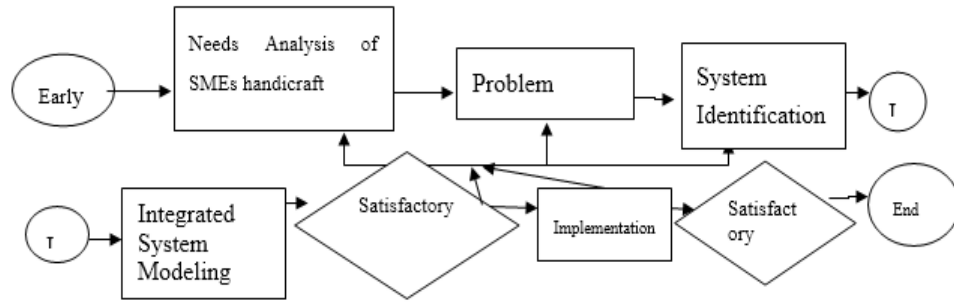 Early
Needs Analysis of
SMEs handicraft
Problem
System
Identification
T
T
Integrated
System
Modeling
Satisfactory
Implementation
Satisfact
ory
End